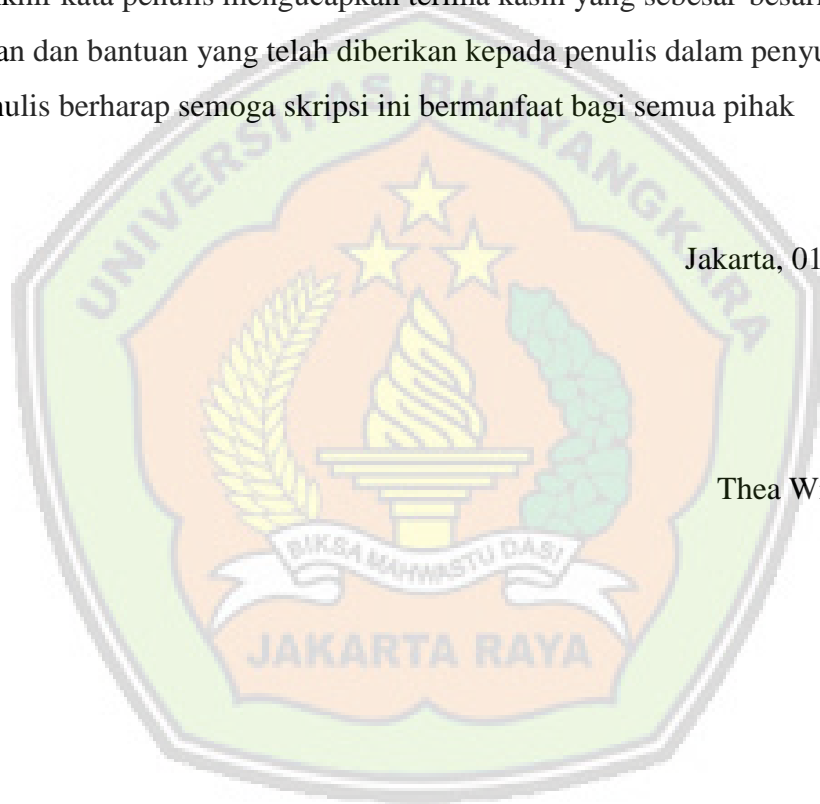 akhir kata penulis mengucapkan terima kasih yang sebesar-besarn
an dan bantuan yang telah diberikan kepada penulis dalam penyu
nulis berharap semoga skripsi ini bermanfaat bagi semua pihak
UNIVERSITAS BHAYANGKARA
Jakarta, 01
Thea W
BIKSA MAHWASTU DASI
JAKARTA RAYA